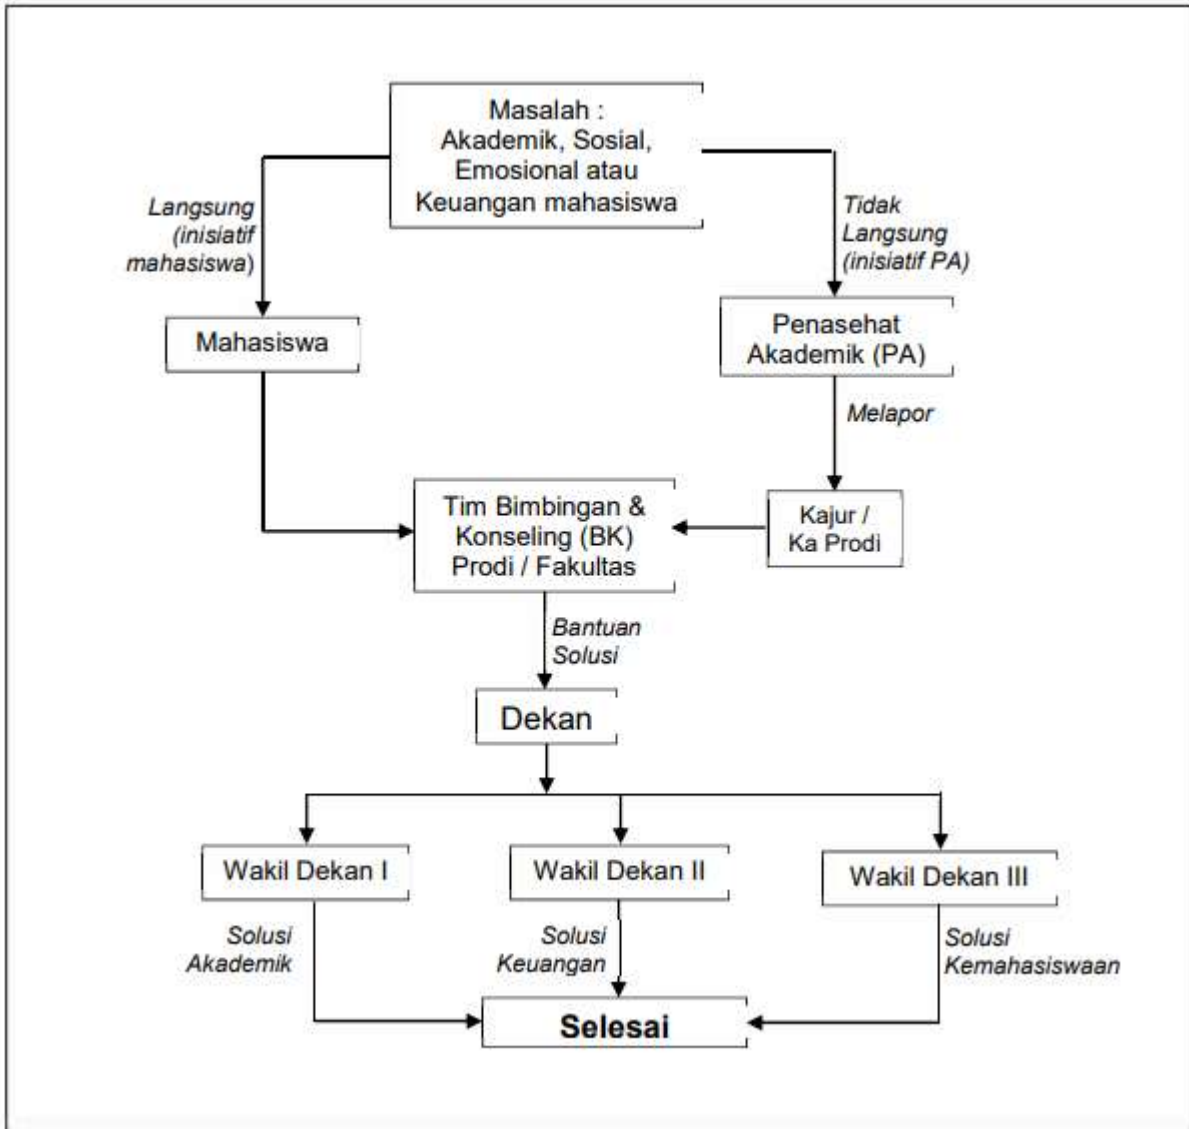 Masalah :
Akademik, Sosial,
Emosional atau
Keuangan mahasiswa
Langsung
(inisiatif
mahasiswa)
Tidak
Langsung
(inisiatif PA)
Mahasiswa
Penasehat
Akademik (PA)
Melapor
Tim Bimbingan &
Konseling (BK)
Prodi / Fakultas
Kajur /
Ka Prodi
Bantuan
Solusi
Dekan
Wakil Dekan I
Wakil Dekan II
Wakil Dekan III
Solusi
Akademik
Solusi
Keuangan
Solusi
Kemahasiswaan
Selesai